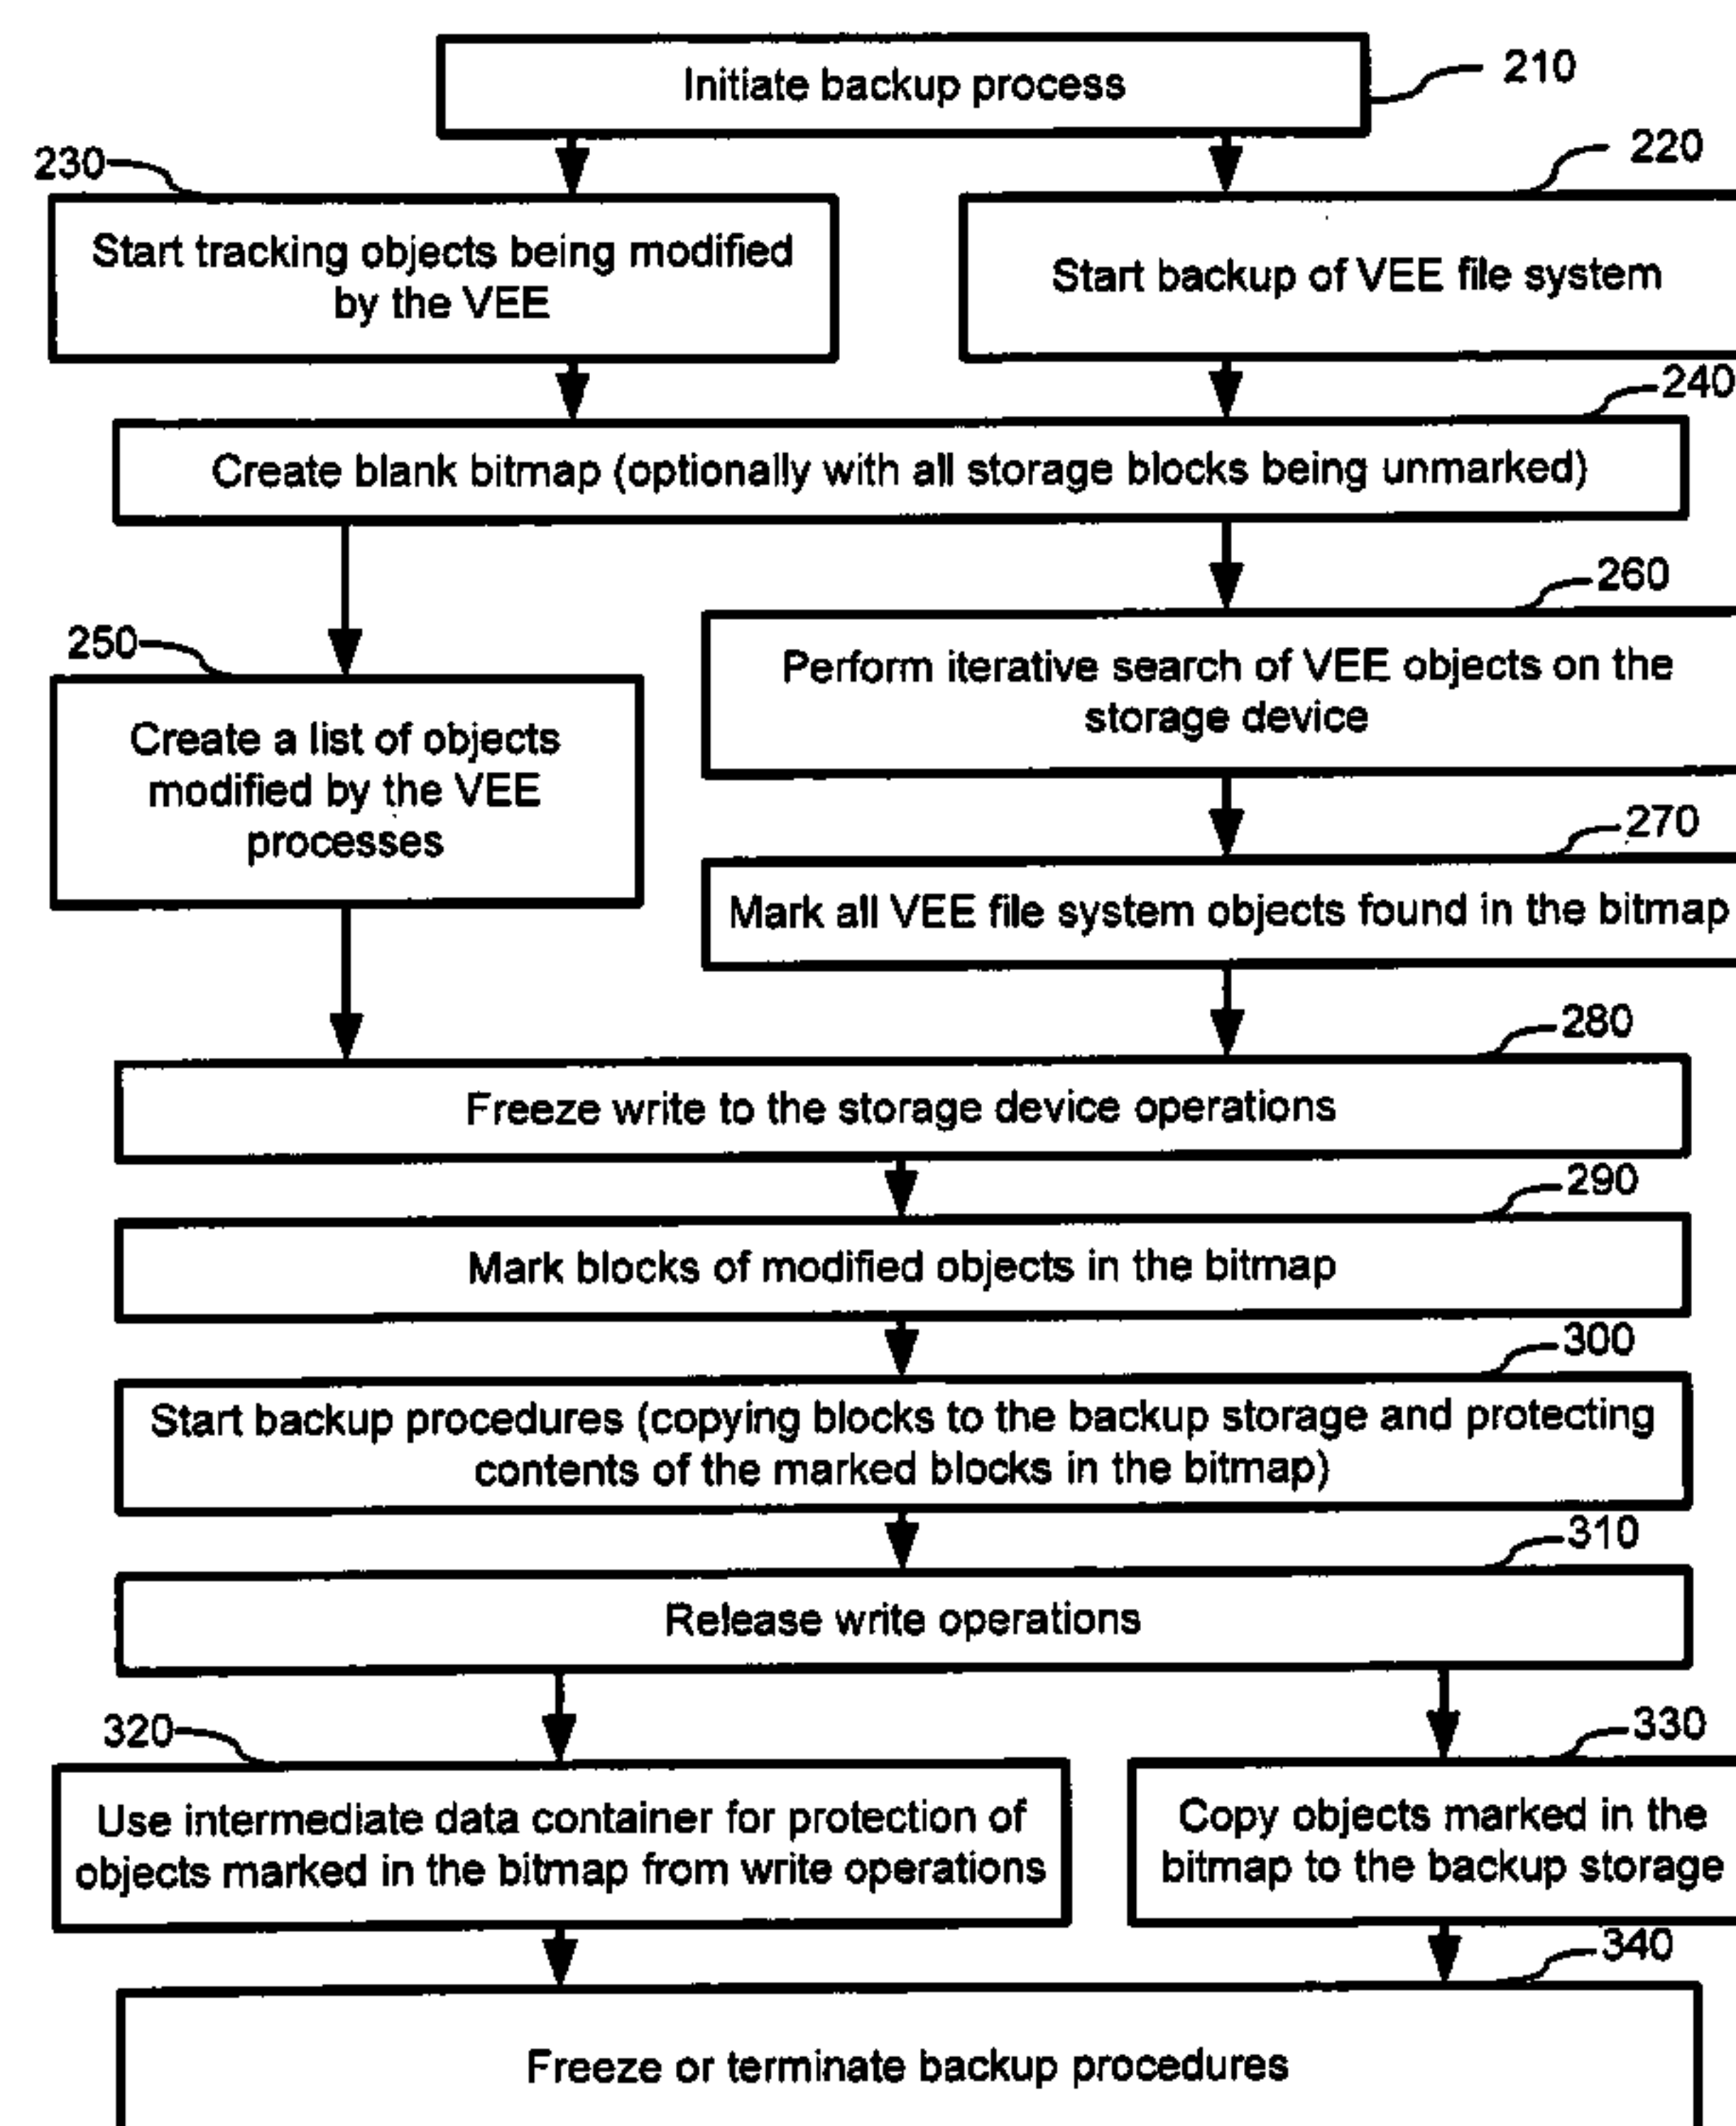 Initiate backup process
210
230
220
Start tracking objects being modified
by the VEE
Start backup of VEE file system
240
Create blank bitmap (optionally with all storage blocks being unmarked)
260
250
Perform iterative search of VEE objects on the
storage device
Create a list of objects
modified by the VEE
processes
270
Mark all VEE file system objects found in the bitmap
280
Freeze write to the storage device operations
290
Mark blocks of modified objects in the bitmap
300
Start backup procedures (copying blocks to the backup storage and protecting
contents of the marked blocks in the bitmap)
310
Release write operations
320
330
Use intermediate data container for protection of
objects marked in the bitmap from write operations
Copy objects marked in the
bitmap to the backup storage
340
Freeze or terminate backup procedures